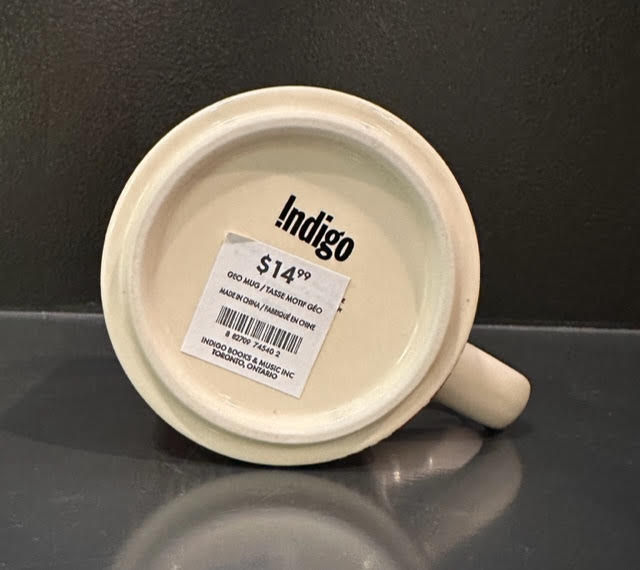 !ndigo
$14.99
GEO MUG / TASSE MOTIF GÉO
MADE IN CHINA / FABRIQUÉ EN CHINE
8 82709 74540 2
INDIGO BOOKS & MUSIC INC
TORONTO, ONTARIO